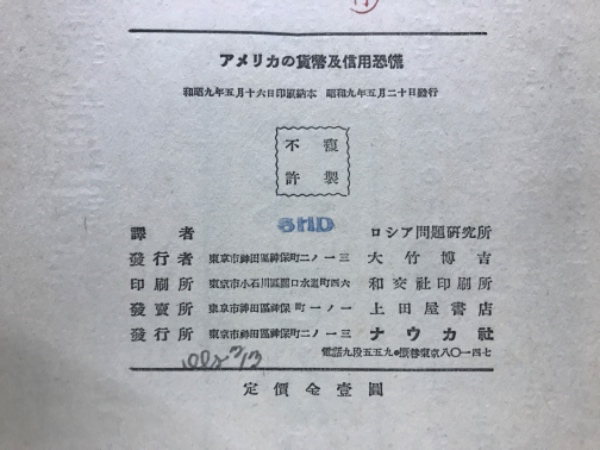 アメリカの貨幣及信用恐慌
和昭九年五月十六日印刷納本 昭和九年五月二十日發行
不複
許製
SHD
譯者 ロシア問題研究所
發行者 東京市神田區神保町二ノ一三 大竹博吉
印刷所 東京市小石川區關口水道町四六 和交社印刷所
發賣所 東京市神田區神保町一ノ一 上田屋書店
發行所 東京市神田區神保町二ノ一三 ナウカ社
電話九段五五九●振替東京八〇一四七
定價金壹圓